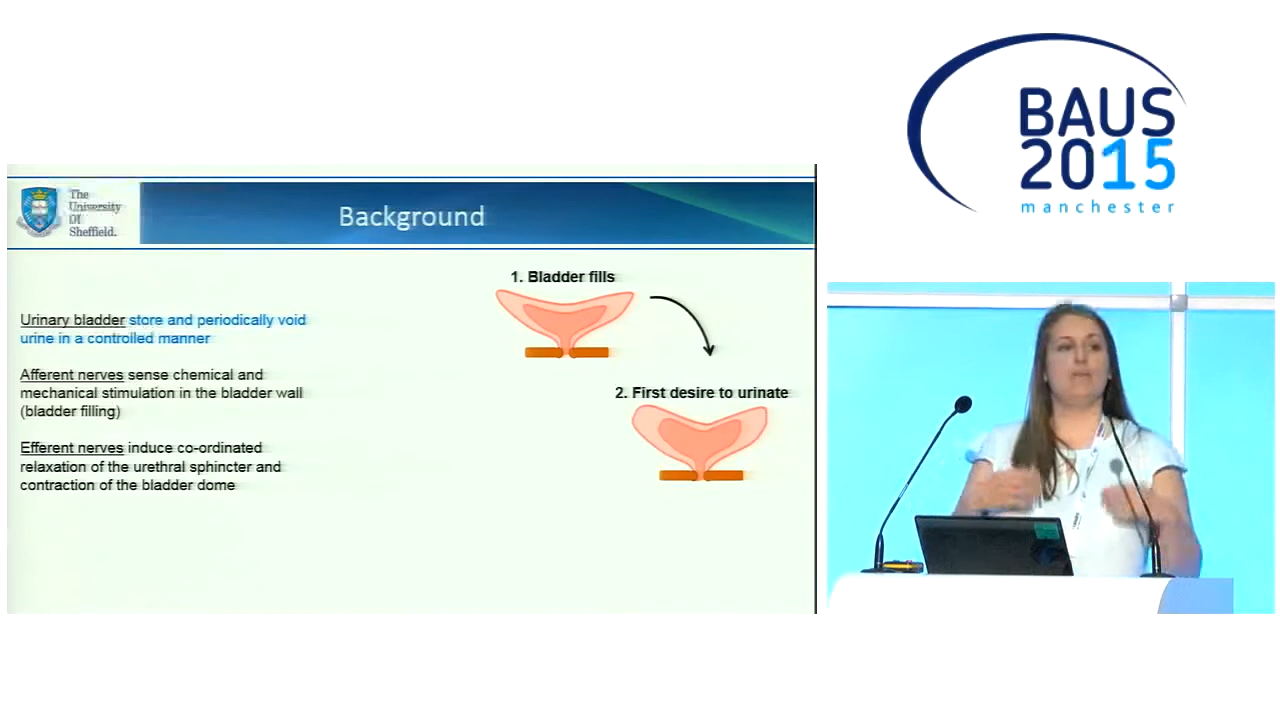 BAUS
2015
manchester
The
University
Of
Sheffield.
Background
1. Bladder fills
Urinary bladder store and periodically void
urine in a controlled manner
Afferent nerves sense chemical and
mechanical stimulation in the bladder wall
(bladder filling)
2. First desire to urinate
Efferent nerves induce co-ordinated
relaxation of the urethral sphincter and
contraction of the bladder dome